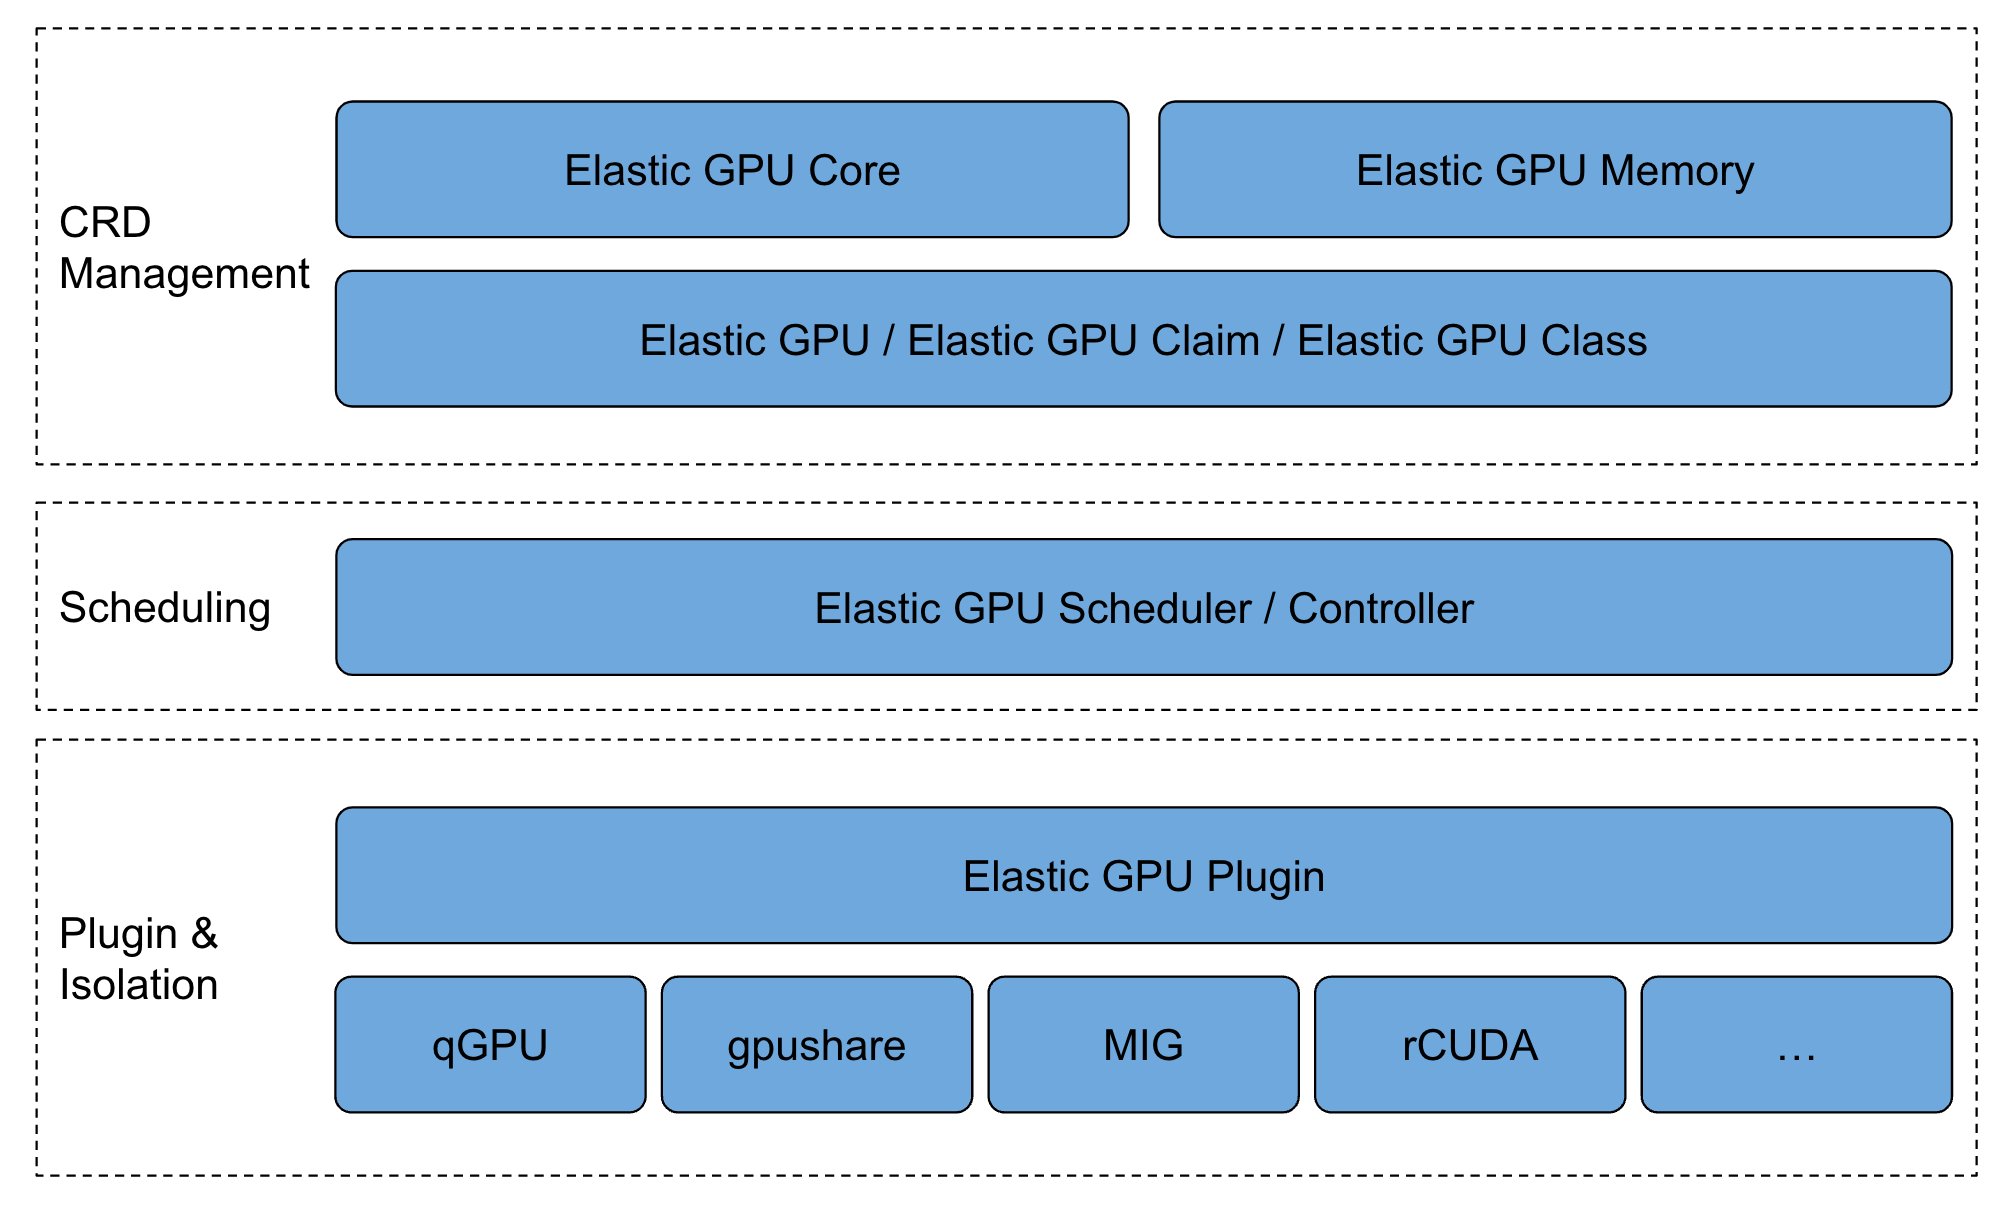 CRD
Management
Elastic GPU Core
Elastic GPU Memory
Elastic GPU / Elastic GPU Claim / Elastic GPU Class
Scheduling
Elastic GPU Scheduler / Controller
Plugin &
Isolation
Elastic GPU Plugin
qGPU
gpushare
MIG
rCUDA
…